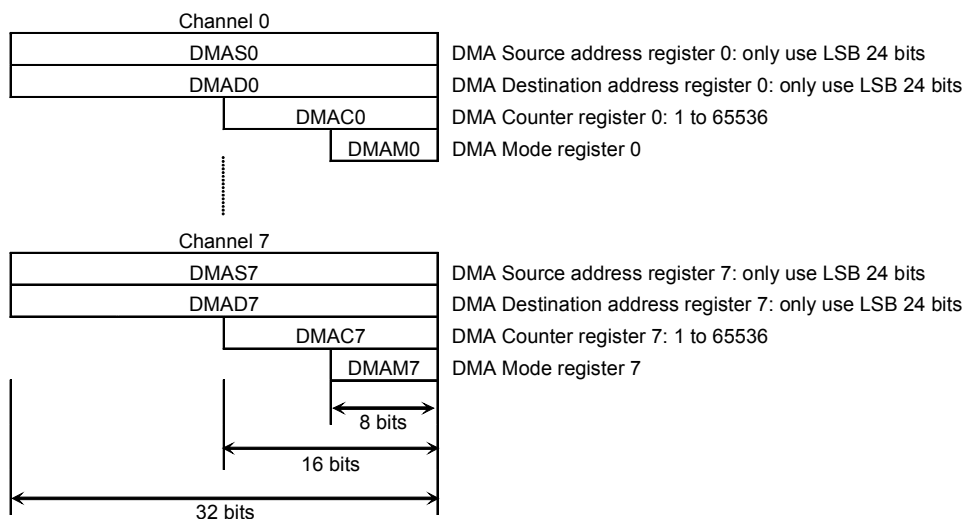 Channel 0
DMAS0 DMA Source address register 0: only use LSB 24 bits
DMAD0 DMA Destination address register 0: only use LSB 24 bits
DMAC0 DMA Counter register 0: 1 to 65536
DMAM0 DMA Mode register 0
Channel 7
DMAS7 DMA Source address register 7: only use LSB 24 bits
DMAD7 DMA Destination address register 7: only use LSB 24 bits
DMAC7 DMA Counter register 7: 1 to 65536
DMAM7 DMA Mode register 7
8 bits
16 bits
32 bits